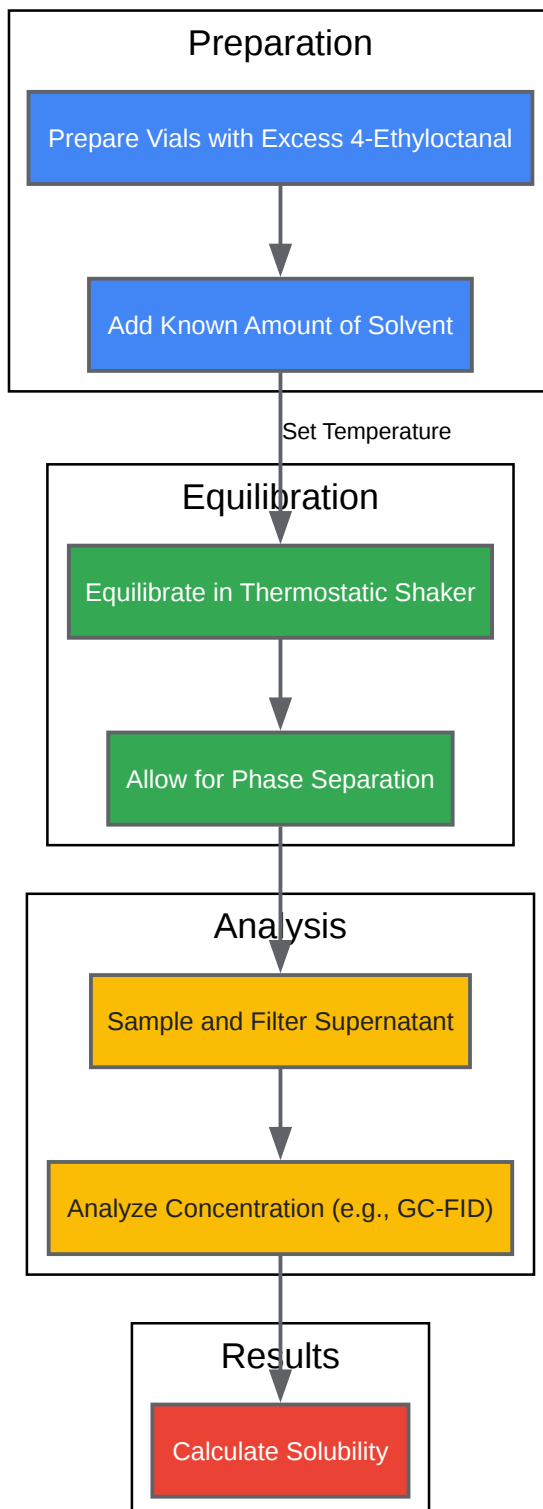 Preparation
Prepare Vials with Excess 4-Ethyloctanal
Add Known Amount of Solvent
Set Temperature
Equilibration
Equilibrate in Thermostatic Shaker
Allow for Phase Separation
Analysis
Sample and Filter Supernatant
Analyze Concentration (e.g., GC-FID)
Results
Calculate Solubility